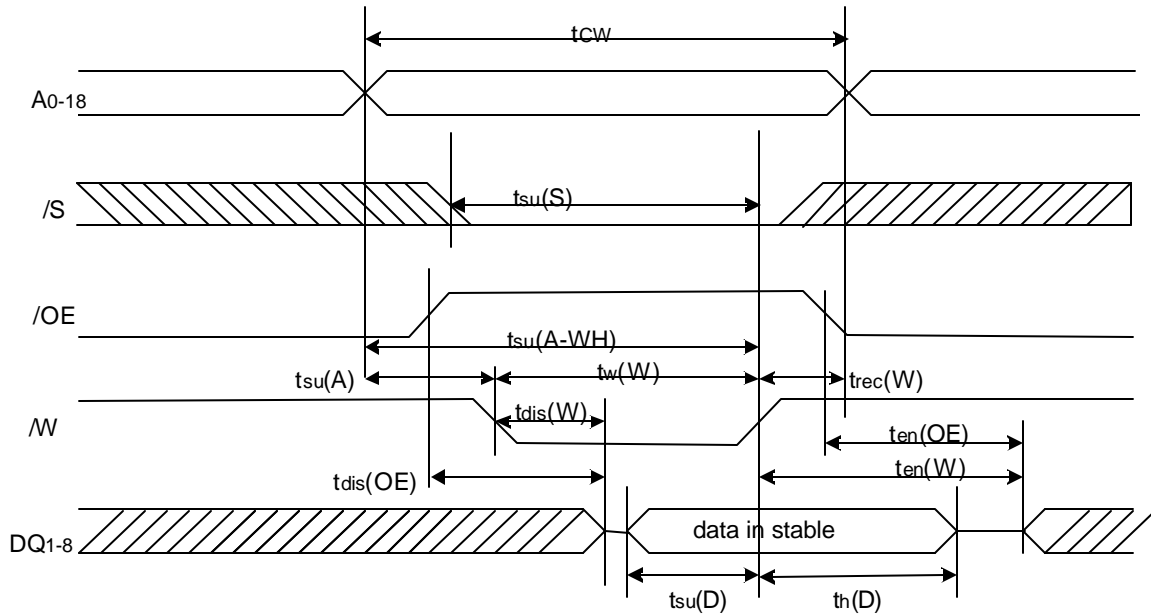 tCW
A0-18
/S
tsu(S)
/OE
tsu(A-WH)
tsu(A)
tw(W)
trec(W)
/W
tdis(W)
ten(OE)
tdis(OE)
ten(W)
DQ1-8
data in stable
tsu(D)
th(D)